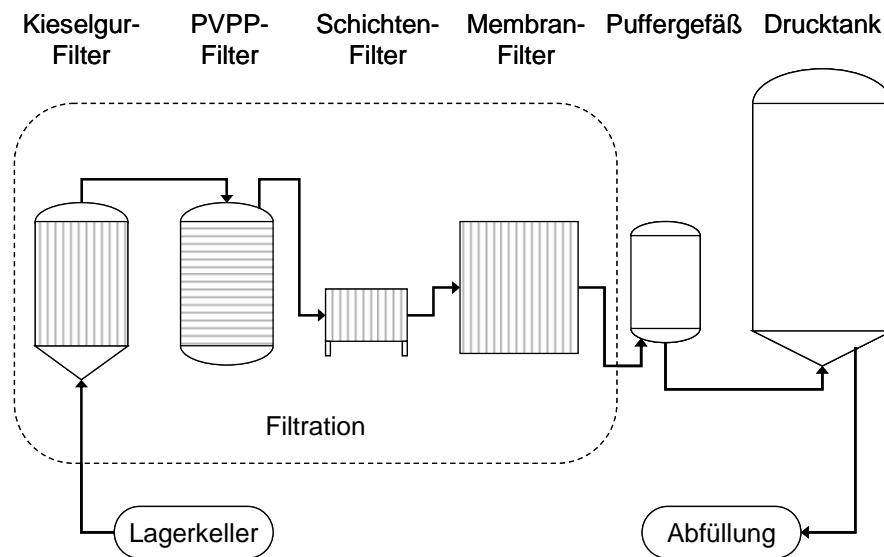 Kieselgur-
Filter
PVPP-
Filter
Schichten-
Filter
Membran-
Filter
Puffergefäß
Drucktank
Filtration
Lagerkeller
Abfüllung